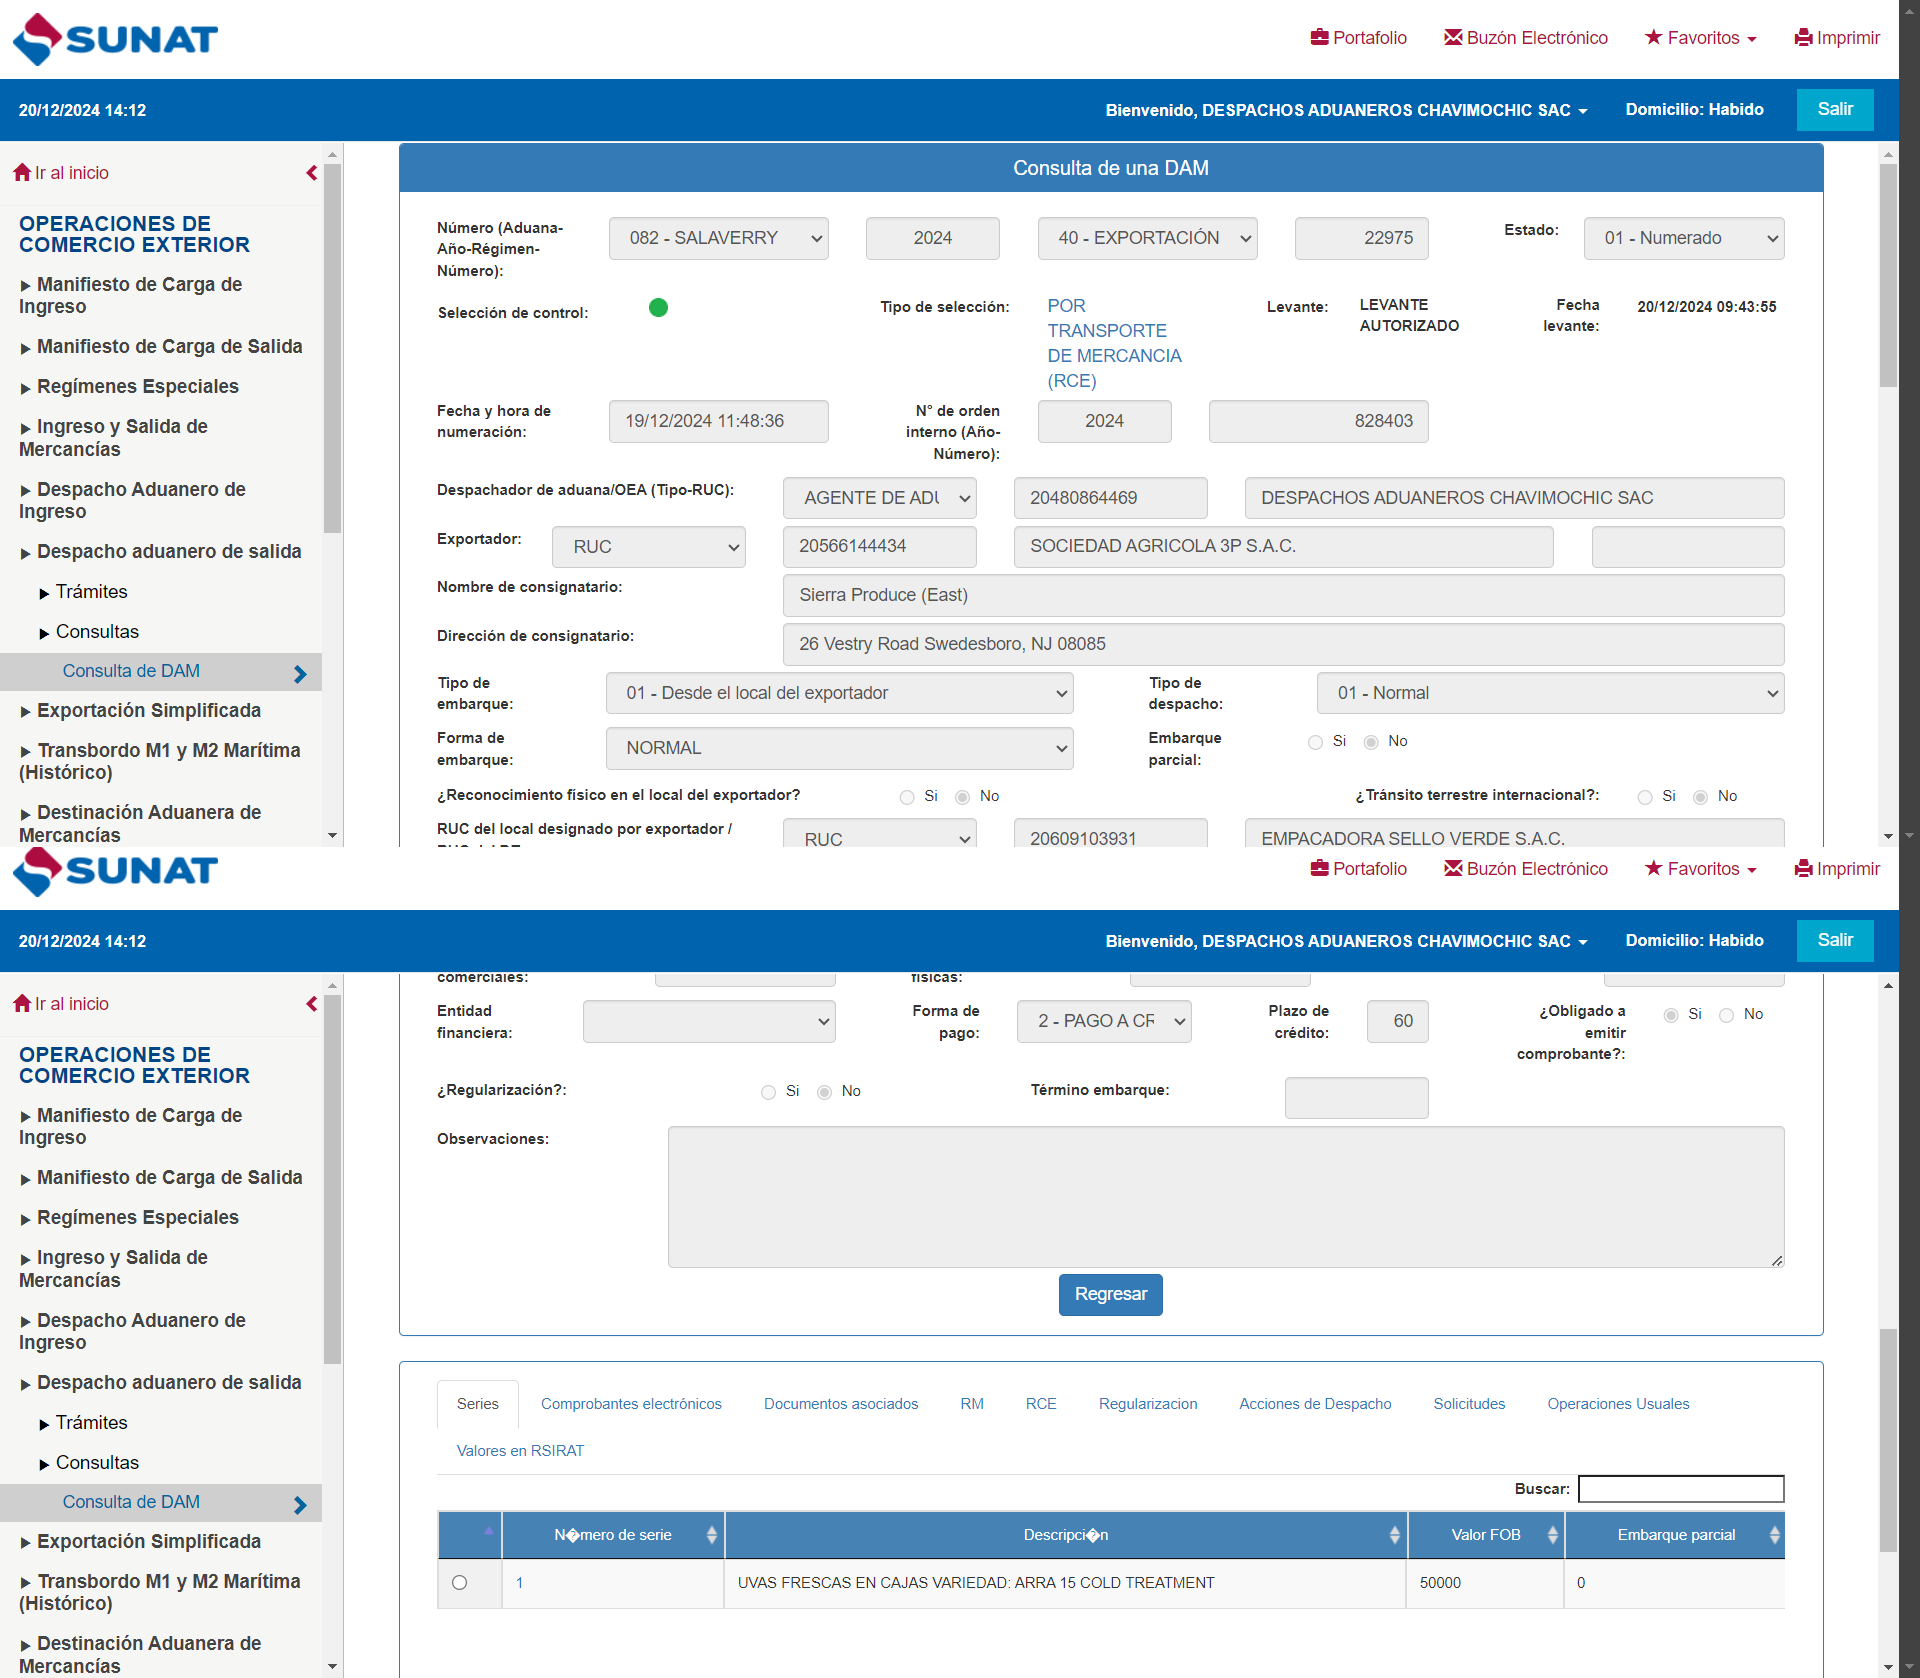 SUNAT
Portafolio Buzón Electrónico Favoritos Imprimir
20/12/2024 14:12 Bienvenido, DESPACHOS ADUANEROS CHAVIMOCHIC SAC Domicilio: Habido Salir
Ir al inicio
OPERACIONES DE
COMERCIO EXTERIOR
Manifiesto de Carga de
Ingreso
Manifiesto de Carga de Salida
Regímenes Especiales
Ingreso y Salida de
Mercancías
Despacho Aduanero de
Ingreso
Despacho aduanero de salida
Trámites
Consultas
Consulta de DAM
Exportación Simplificada
Transbordo M1 y M2 Marítima
(Histórico)
Destinación Aduanera de
Mercancías
Consulta de una DAM
Número (Aduana-
Año-Régimen-
Número):
082 - SALAVERRY 2024 40 - EXPORTACIÓN 22975 Estado: 01 - Numerado
Selección de control:
Tipo de selección:
POR
TRANSPORTE
DE MERCANCIA
(RCE)
Levante:
LEVANTE
AUTORIZADO
Fecha
levante:
20/12/2024 09:43:55
Fecha y hora de
numeración:
19/12/2024 11:48:36
N° de orden
interno (Año-
Número):
2024 828403
Despachador de aduana/OEA (Tipo-RUC): AGENTE DE ADU 20480864469 DESPACHOS ADUANEROS CHAVIMOCHIC SAC
Exportador: RUC 20566144434 SOCIEDAD AGRICOLA 3P S.A.C.
Nombre de consignatario: Sierra Produce (East)
Dirección de consignatario: 26 Vestry Road Swedesboro, NJ 08085
Tipo de
embarque:
01 - Desde el local del exportador
Tipo de
despacho:
01 - Normal
Forma de
embarque:
NORMAL
Embarque
parcial:
Si No
¿Reconocimiento físico en el local del exportador? Si No ¿Tránsito terrestre internacional?: Si No
RUC del local designado por exportador / RUC 20609103931 EMPACADORA SELLO VERDE S.A.C.
SUNAT
Portafolio Buzón Electrónico Favoritos Imprimir
20/12/2024 14:12 Bienvenido, DESPACHOS ADUANEROS CHAVIMOCHIC SAC Domicilio: Habido Salir
Ir al inicio
OPERACIONES DE
COMERCIO EXTERIOR
Manifiesto de Carga de
Ingreso
Manifiesto de Carga de Salida
Regímenes Especiales
Ingreso y Salida de
Mercancías
Despacho Aduanero de
Ingreso
Despacho aduanero de salida
Trámites
Consultas
Consulta de DAM
Exportación Simplificada
Transbordo M1 y M2 Marítima
(Histórico)
Destinación Aduanera de
Mercancías
comerciales: físicas:
Entidad
financiera:
Forma de
pago:
2 - PAGO A CR
Plazo de
crédito:
60
¿Obligado a
emitir
comprobante?:
Si No
¿Regularización?: Si No Término embarque:
Observaciones:
Regresar
Series Comprobantes electrónicos Documentos asociados RM RCE Regularizacion Acciones de Despacho Solicitudes Operaciones Usuales
Valores en RSIRAT
Buscar:
N�mero de serie Descripci�n Valor FOB Embarque parcial
1 UVAS FRESCAS EN CAJAS VARIEDAD: ARRA 15 COLD TREATMENT 50000 0